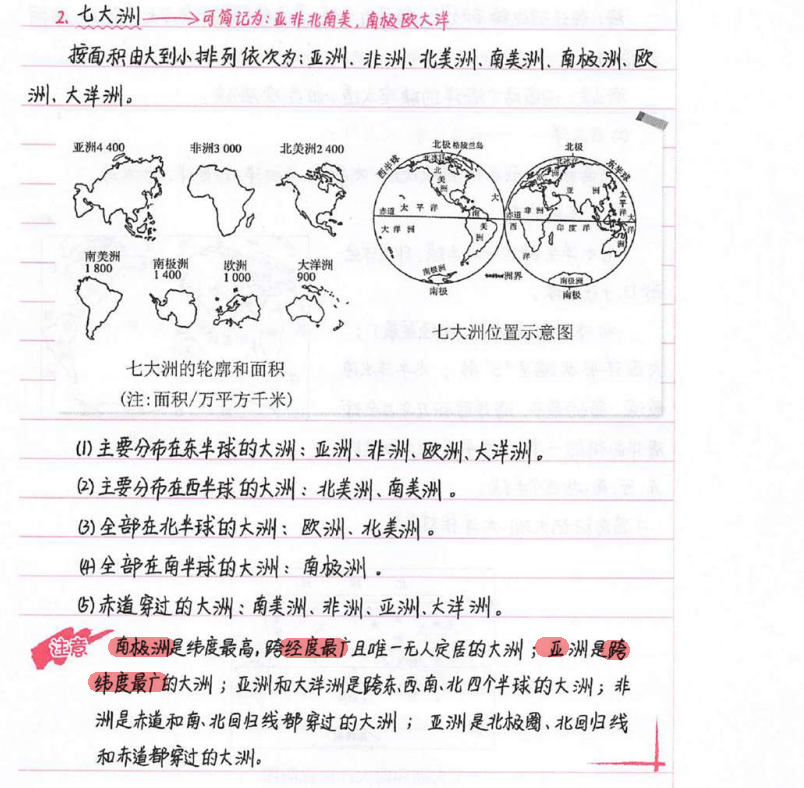 2. 七大洲 → 可简记为:亚非北南美,南极欧大洋
按面积由大到小排列依次为:亚洲、非洲、北美洲、南美洲、南极洲、欧
洲、大洋洲。
亚洲4 400 非洲3 000 北美洲2 400
南美洲 1 800 南极洲 1 400 欧洲 1 000 大洋洲 900
七大洲的轮廓和面积
(注:面积/万平方千米)
北极 格陵兰岛
西半球
北美洲
大
赤道 太平洋
大洋洲
南美洲
南极洲
南极
北极
东半球
亚洲
非洲
太平洋
赤道
西
印度洋
洋
大洋洲
洲界
南极洲
南极
七大洲位置示意图
(1)主要分布在东半球的大洲:亚洲、非洲、欧洲、大洋洲。
(2)主要分布在西半球的大洲:北美洲、南美洲。
(3)全部在北半球的大洲:欧洲、北美洲。
(4)全部在南半球的大洲:南极洲。
(5)赤道穿过的大洲:南美洲、非洲、亚洲、大洋洲。
注意 南极洲是纬度最高,跨经度最广且唯一无人定居的大洲;亚洲是跨
纬度最广的大洲;亚洲和大洋洲是跨东、西、南、北四个半球的大洲;非
洲是赤道和南、北回归线都穿过的大洲;亚洲是北极圈、北回归线
和赤道都穿过的大洲。